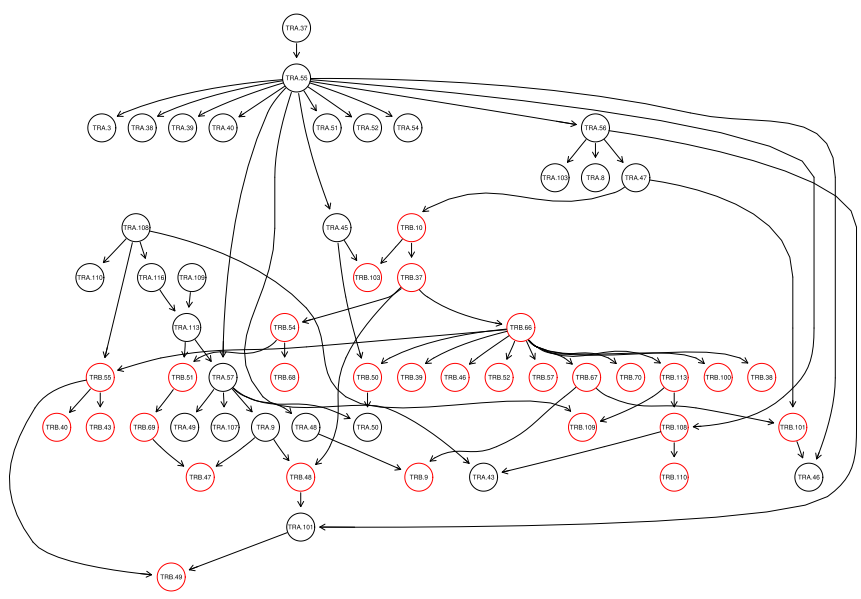 TRA.37
TRA.55
TRA.3 TRA.38 TRA.39 TRA.40 TRA.51 TRA.52 TRA.54 TRA.56
TRA.103 TRA.8 TRA.47
TRA.108 TRA.45 TRB.10
TRA.110 TRA.116 TRA.109 TRB.103 TRB.37
TRA.113 TRB.54 TRB.66
TRB.55 TRB.51 TRA.57 TRB.68 TRB.50 TRB.39 TRB.46 TRB.52 TRB.57 TRB.67 TRB.70 TRB.113 TRB.100 TRB.38
TRB.40 TRB.43 TRB.69 TRA.49 TRA.107 TRA.9 TRA.48 TRA.50 TRB.109 TRB.108 TRB.101
TRB.47 TRB.48 TRB.9 TRA.43 TRB.110 TRA.46
TRA.101
TRB.49